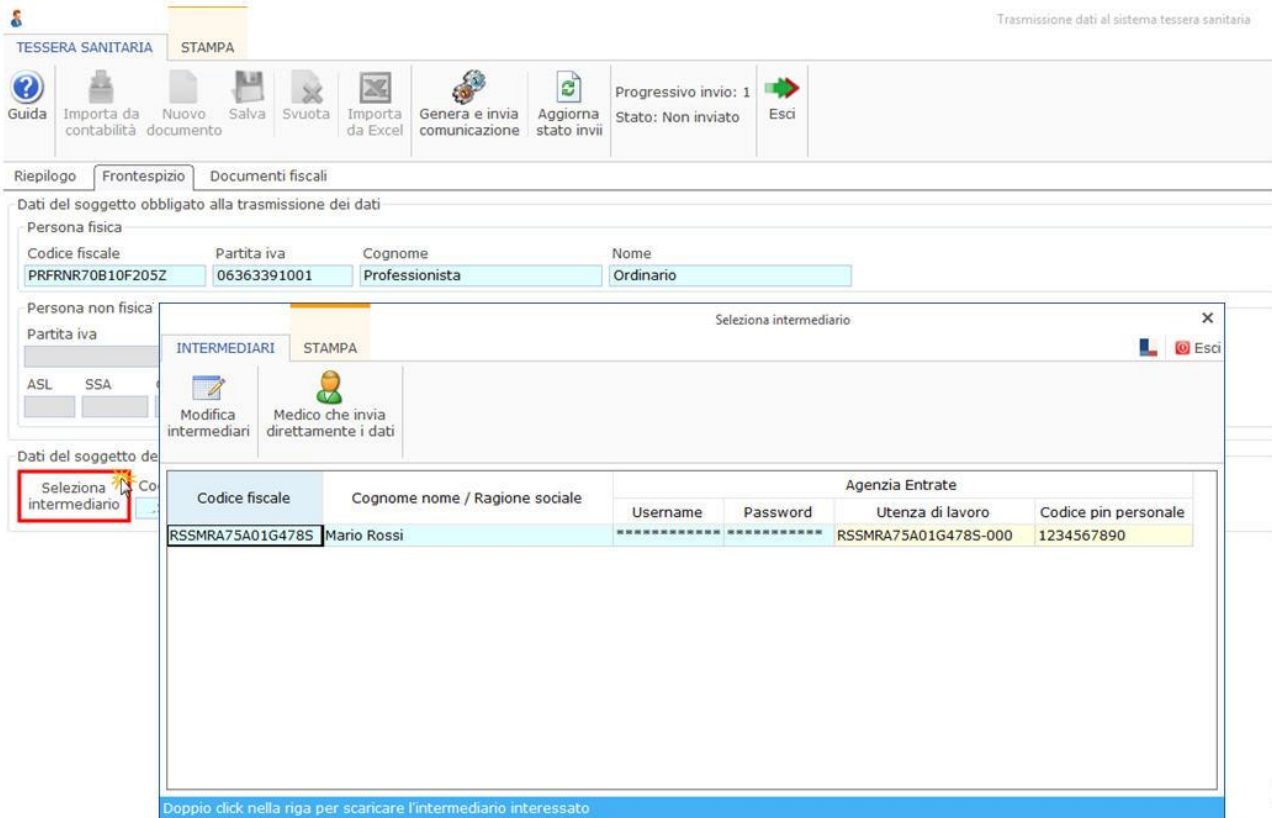 Trasmissione dati al sistema tessera sanitaria
TESSERA SANITARIA STAMPA
Guida
Importa da contabilità
Nuovo documento
Salva
Svuota
Importa da Excel
Genera e invia comunicazione
Aggiorna stato invii
Progressivo invio: 1
Stato: Non inviato
Esci
Riepilogo Frontespizio Documenti fiscali
Dati del soggetto obbligato alla trasmissione dei dati
Persona fisica
Codice fiscale Partita iva Cognome Nome
PRFRNR70B10F205Z 06363391001 Professionista Ordinario
Persona non fisica
Partita iva
ASL SSA
Dati del soggetto de
Seleziona intermediario
Co
Seleziona intermediario
INTERMEDIARI STAMPA
Esci
Modifica intermediari
Medico che invia direttamente i dati
Codice fiscale Cognome nome / Ragione sociale Agenzia Entrate
Username Password Utenza di lavoro Codice pin personale
RSSMRA75A01G478S Mario Rossi ************ *********** RSSMRA75A01G478S-000 1234567890
Doppio click nella riga per scaricare l'intermediario interessato